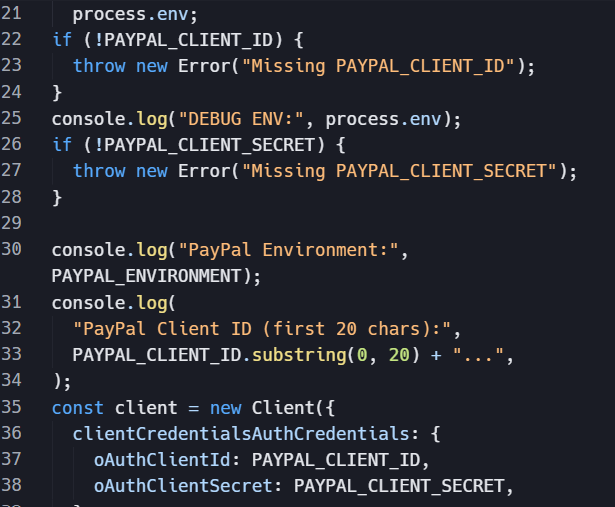 21 process.env;
22 if (!PAYPAL_CLIENT_ID) {
23 throw new Error("Missing PAYPAL_CLIENT_ID");
24 }
25 console.log("DEBUG ENV:", process.env);
26 if (!PAYPAL_CLIENT_SECRET) {
27 throw new Error("Missing PAYPAL_CLIENT_SECRET");
28 }
29
30 console.log("PayPal Environment:",
PAYPAL_ENVIRONMENT);
31 console.log(
32 "PayPal Client ID (first 20 chars):",
33 PAYPAL_CLIENT_ID.substring(0, 20) + "...",
34 );
35 const client = new Client({
36 clientCredentialsAuthCredentials: {
37 oAuthClientId: PAYPAL_CLIENT_ID,
38 oAuthClientSecret: PAYPAL_CLIENT_SECRET,